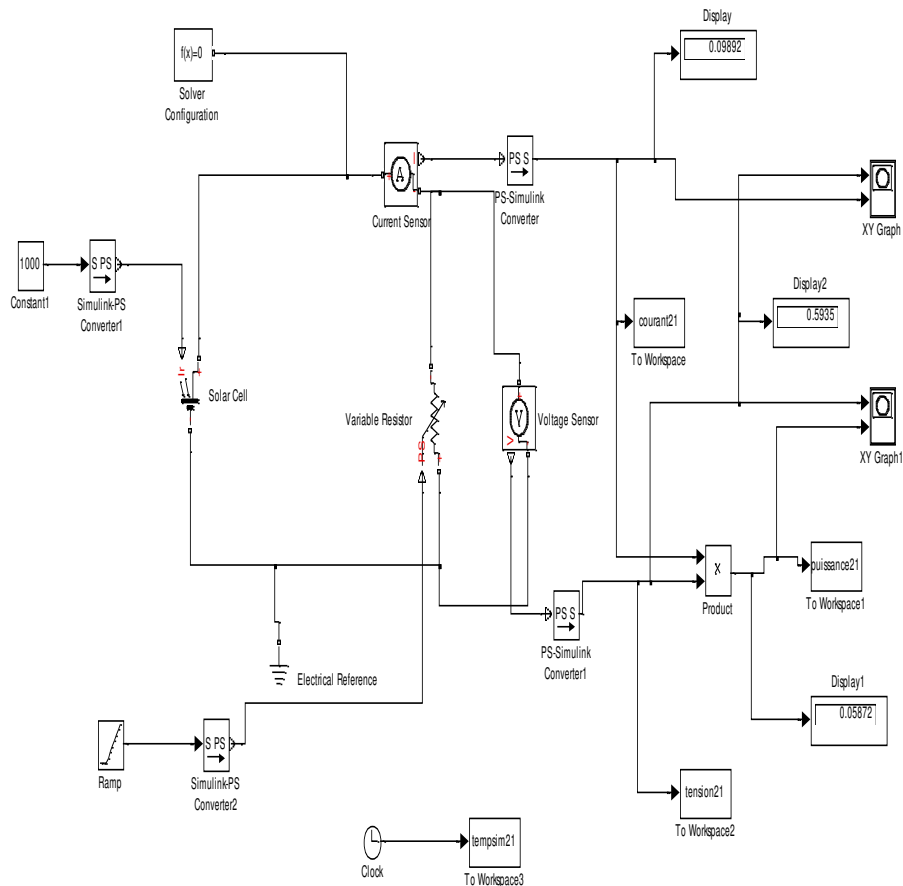 Display
0.09892
f(x)=0
Solver
Configuration
A
I
+
-
PS S
Current Sensor
PS-Simulink
Converter
XY Graph
1000
S PS
Constant1
Simulink-PS
Converter1
Display2
0.5935
courant21
To Workspace
Ir
+
-
Solar Cell
Variable Resistor
PS
+
-
V
V
+
-
Voltage Sensor
XY Graph1
X
Product
puissance21
To Workspace1
PS S
PS-Simulink
Converter1
Electrical Reference
Display1
0.05872
Ramp
S PS
Simulink-PS
Converter2
tension21
To Workspace2
Clock
tempsim21
To Workspace3